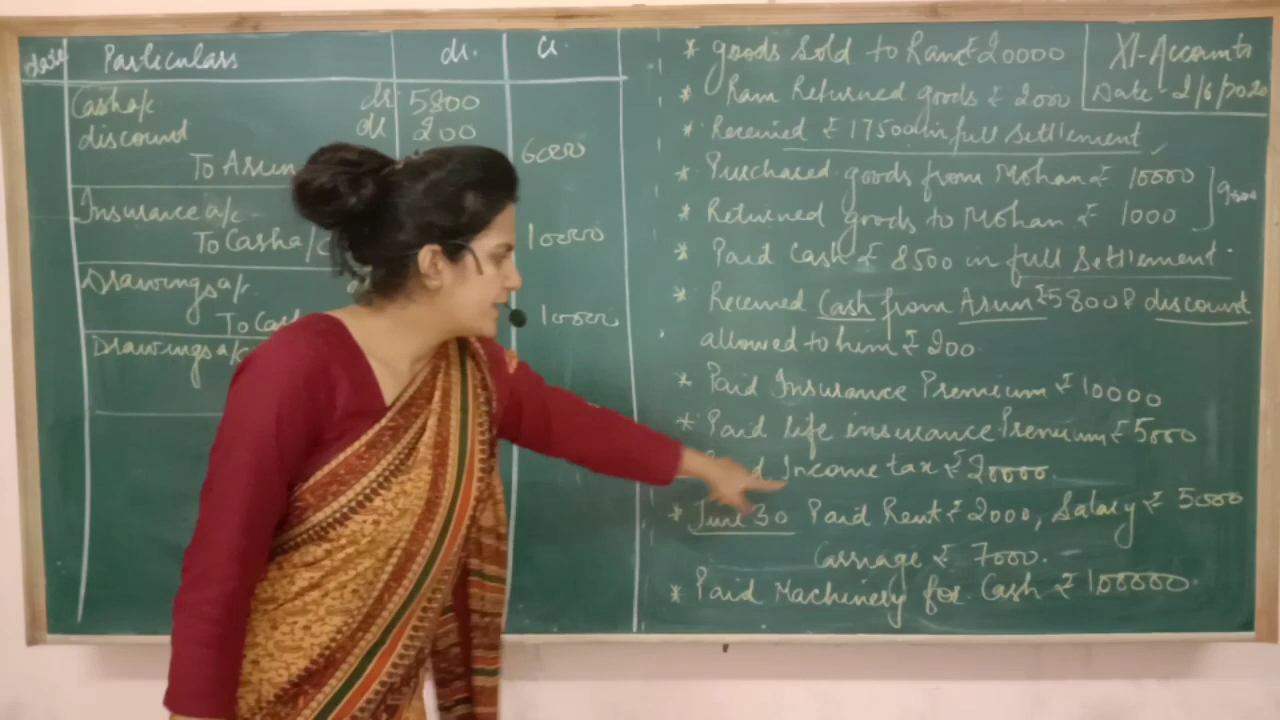 date Particulars dr. Cr.
Cash a/c dr 5800
discount dr 200
To Arun 6000
Insurance a/c
To Cash a/c 10000
Drawings a/c
To Cash 10000
Drawings a/c
XI-Accounts
Date - 2/6/2020
* goods sold to Ram ₹ 20000
* Ram Returned goods ₹ 2000
* Received ₹ 17500 in full settlement.
* Purchased goods from Mohan ₹ 10000
* Returned goods to Mohan ₹ 1000
9000
* Paid Cash ₹ 8500 in full Settlement.
* Received Cash from Arun ₹ 5800 & discount
allowed to him ₹ 200.
* Paid Insurance Premium ₹ 10000
* Paid life insurance Premium ₹ 5000
Income tax ₹ 20000.
* June 30 Paid Rent ₹ 2000, Salary ₹ 5000
Carriage ₹ 7000.
* Paid Machinery for Cash ₹ 100000.